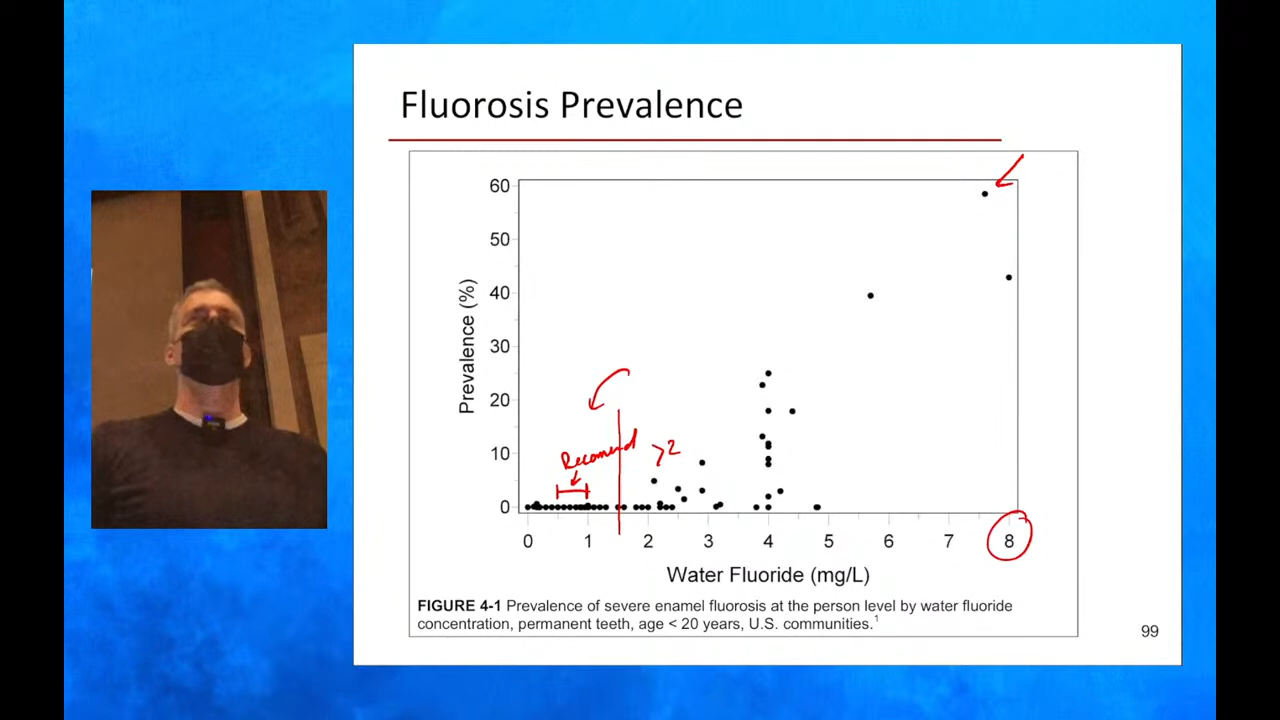 Fluorosis Prevalence
60
50
40
30
20
10
0
Prevalence (%)
Recomend
>2
0 1 2 3 4 5 6 7 8
Water Fluoride (mg/L)
FIGURE 4-1 Prevalence of severe enamel fluorosis at the person level by water fluoride
concentration, permanent teeth, age < 20 years, U.S. communities.1
99